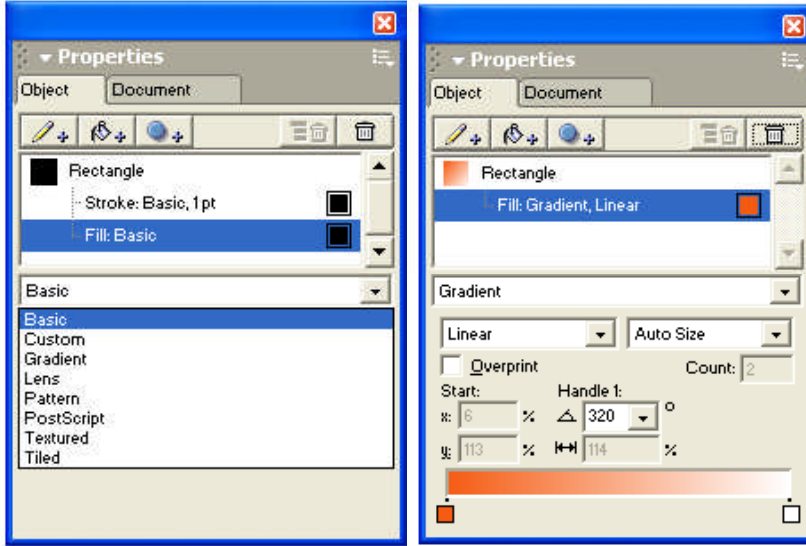 Properties
Object Document
Rectangle
Stroke: Basic, 1pt
Fill: Basic
Basic
Basic
Custom
Gradient
Lens
Pattern
PostScript
Textured
Tiled
Properties
Object Document
Rectangle
Fill: Gradient, Linear
Gradient
Linear Auto Size
Overprint Count: 2
Start: Handle 1:
x: 6 % 320 °
y: 113 % 114 %